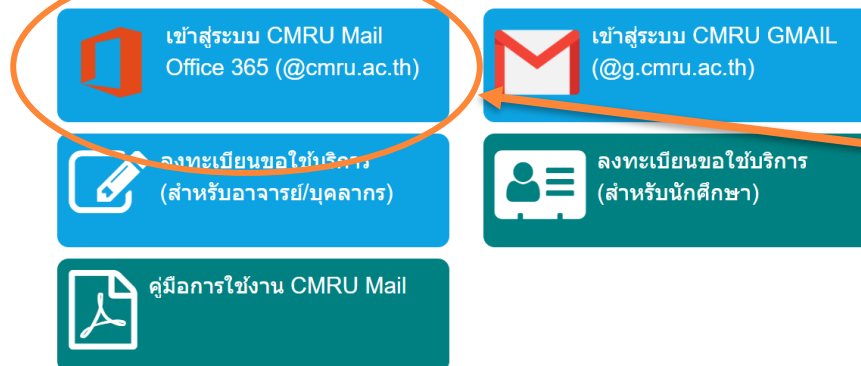 เข้าสู่ระบบ CMRU Mail
Office 365 (@cmru.ac.th)
เข้าสู่ระบบ CMRU GMAIL
(@g.cmru.ac.th)
ลงทะเบียนขอใช้บริการ
(สำหรับอาจารย์/บุคลากร)
ลงทะเบียนขอใช้บริการ
(สำหรับนักศึกษา)
คู่มือการใช้งาน CMRU Mail